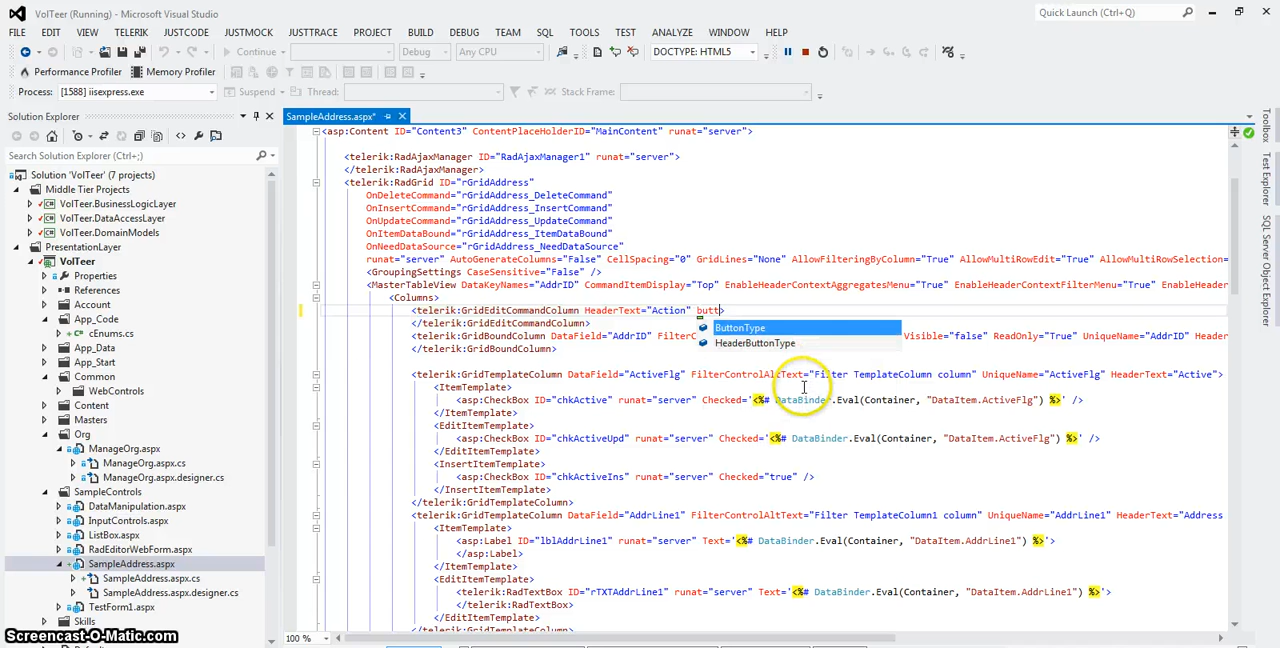 VolTeer (Running) - Microsoft Visual Studio
Quick Launch (Ctrl+Q)
FILE EDIT VIEW TELERIK JUSTCODE JUSTMOCK JUSTTRACE PROJECT BUILD DEBUG TEAM SQL TOOLS TEST ANALYZE WINDOW HELP
Continue Debug Any CPU DOCTYPE: HTML5
Performance Profiler Memory Profiler
Process: [1588] iisexpress.exe Suspend Thread: Stack Frame:
Solution Explorer
Search Solution Explorer (Ctrl+;)
Solution 'VolTeer' (7 projects)
Middle Tier Projects
VolTeer.BusinessLogicLayer
VolTeer.DataAccessLayer
VolTeer.DomainModels
PresentationLayer
VolTeer
Properties
References
Account
App_Code
cEnums.cs
App_Data
App_Start
Common
WebControls
Content
Masters
Org
ManageOrg.aspx
ManageOrg.aspx.cs
ManageOrg.aspx.designer.cs
SampleControls
DataManipulation.aspx
InputControls.aspx
ListBox.aspx
RadEditorWebForm.aspx
SampleAddress.aspx
SampleAddress.aspx.cs
SampleAddress.aspx.designer.cs
TestForm1.aspx
Skills
Screencast-O-Matic.com
SampleAddress.aspx*
<asp:Content ID="Content3" ContentPlaceHolderID="MainContent" runat="server">
<telerik:RadAjaxManager ID="RadAjaxManager1" runat="server">
</telerik:RadAjaxManager>
<telerik:RadGrid ID="rGridAddress"
OnDeleteCommand="rGridAddress_DeleteCommand"
OnInsertCommand="rGridAddress_InsertCommand"
OnUpdateCommand="rGridAddress_UpdateCommand"
OnItemDataBound="rGridAddress_ItemDataBound"
OnNeedDataSource="rGridAddress_NeedDataSource"
runat="server" AutoGenerateColumns="False" CellSpacing="0" GridLines="None" AllowFilteringByColumn="True" AllowMultiRowEdit="True" AllowMultiRowSelection=
<GroupingSettings CaseSensitive="False" />
<MasterTableView DataKeyNames="AddrID" CommandItemDisplay="Top" EnableHeaderContextAggregatesMenu="True" EnableHeaderContextFilterMenu="True" EnableHeader
<Columns>
<telerik:GridEditCommandColumn HeaderText="Action" butt>
</telerik:GridEditCommandColumn>
ButtonType
HeaderButtonType
<telerik:GridBoundColumn DataField="AddrID" FilterC Visible="false" ReadOnly="True" UniqueName="AddrID" Header
</telerik:GridBoundColumn>
<telerik:GridTemplateColumn DataField="ActiveFlg" FilterControlAltText="Filter TemplateColumn column" UniqueName="ActiveFlg" HeaderText="Active">
<ItemTemplate>
<asp:CheckBox ID="chkActive" runat="server" Checked='<%# DataBinder.Eval(Container, "DataItem.ActiveFlg") %>' />
</ItemTemplate>
<EditItemTemplate>
<asp:CheckBox ID="chkActiveUpd" runat="server" Checked='<%# DataBinder.Eval(Container, "DataItem.ActiveFlg") %>' />
</EditItemTemplate>
<InsertItemTemplate>
<asp:CheckBox ID="chkActiveIns" runat="server" Checked="true" />
</InsertItemTemplate>
</telerik:GridTemplateColumn>
<telerik:GridTemplateColumn DataField="AddrLine1" FilterControlAltText="Filter TemplateColumn1 column" UniqueName="AddrLine1" HeaderText="Address
<ItemTemplate>
<asp:Label ID="lblAddrLine1" runat="server" Text='<%# DataBinder.Eval(Container, "DataItem.AddrLine1") %>'>
</asp:Label>
</ItemTemplate>
<EditItemTemplate>
<telerik:RadTextBox ID="rTXTAddrLine1" runat="server" Text='<%# DataBinder.Eval(Container, "DataItem.AddrLine1") %>'>
</telerik:RadTextBox>
</EditItemTemplate>
</telerik:GridTemplateColumn>
100 %
Toolbox
Test Explorer
SQL Server Object Explorer